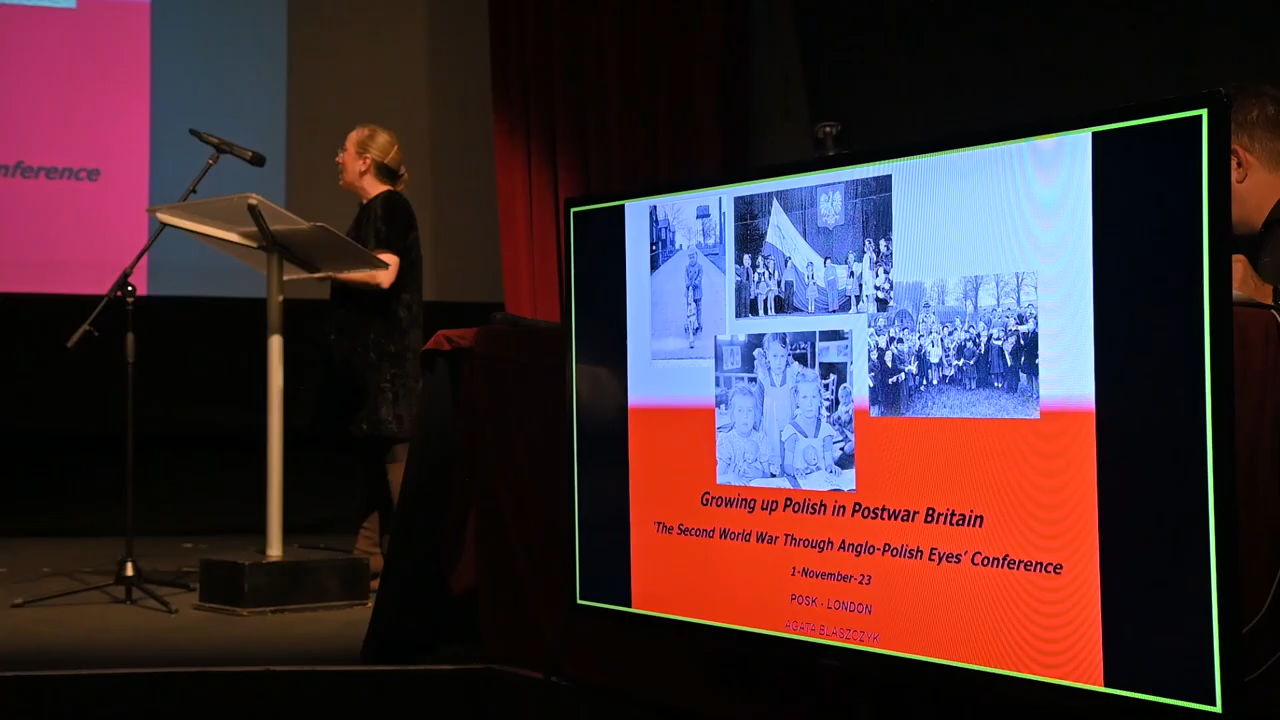 nference
Growing up Polish in Postwar Britain
'The Second World War Through Anglo-Polish Eyes' Conference
1-November-23
POSK - LONDON
AGATA BLASZCZYK